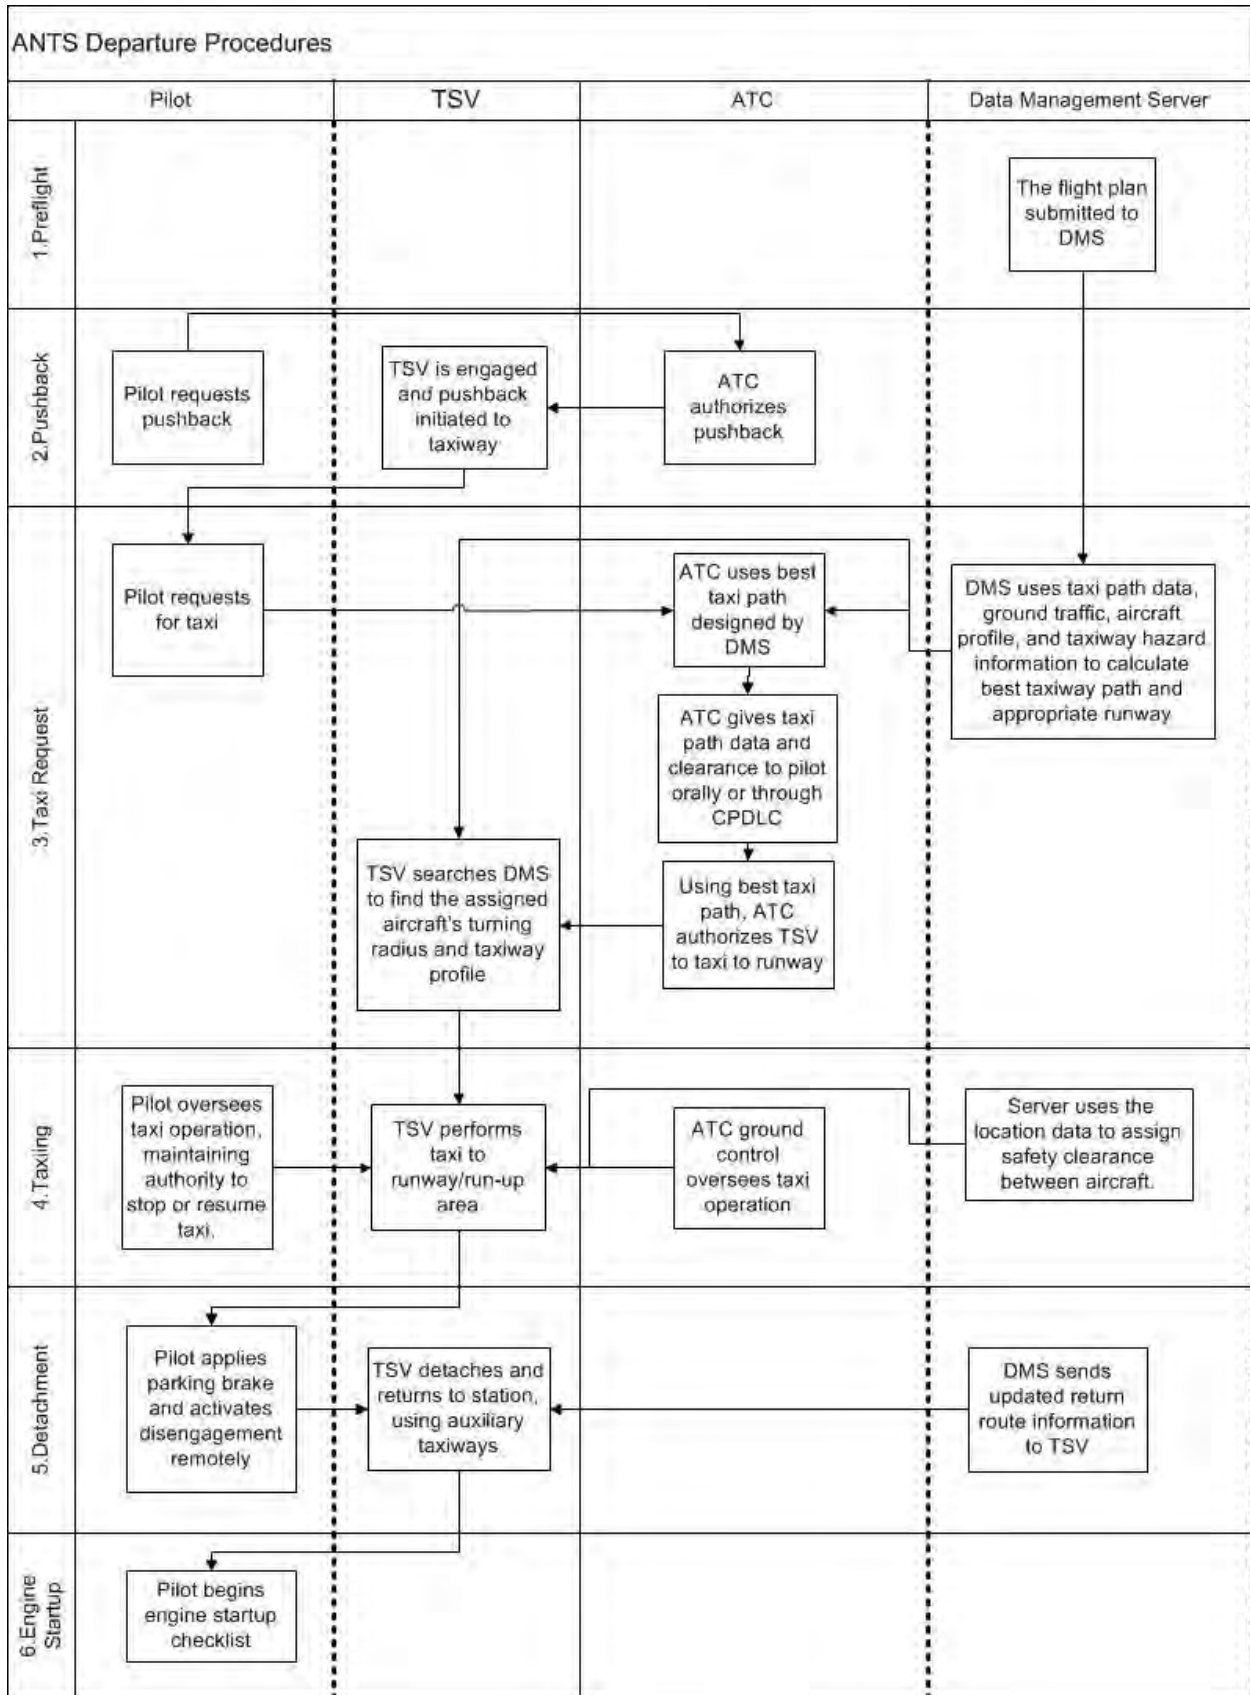 ANTS Departure Procedures
Pilot
TSV
ATC
Data Management Server
1.Preflight
The flight plan
submitted to
DMS
2.Pushback
Pilot requests
pushback
TSV is engaged
and pushback
initiated to
taxiway
ATC
authorizes
pushback
3.Taxi Request
Pilot requests
for taxi
ATC uses best
taxi path
designed by
DMS
DMS uses taxi path data,
ground traffic, aircraft
profile, and taxiway hazard
information to calculate
best taxiway path and
appropriate runway
ATC gives taxi
path data and
clearance to pilot
orally or through
CPDLC
TSV searches DMS
to find the assigned
aircraft's turning
radius and taxiway
profile
Using best taxi
path, ATC
authorizes TSV
to taxi to runway
4.Taxiing
Pilot oversees
taxi operation,
maintaining
authority to
stop or resume
taxi.
TSV performs
taxi to
runway/run-up
area
ATC ground
control
oversees taxi
operation
Server uses the
location data to assign
safety clearance
between aircraft.
5.Detachment
Pilot applies
parking brake
and activates
disengagement
remotely
TSV detaches and
returns to station,
using auxiliary
taxiways
DMS sends
updated return
route information
to TSV
6.Engine
Startup
Pilot begins
engine startup
checklist